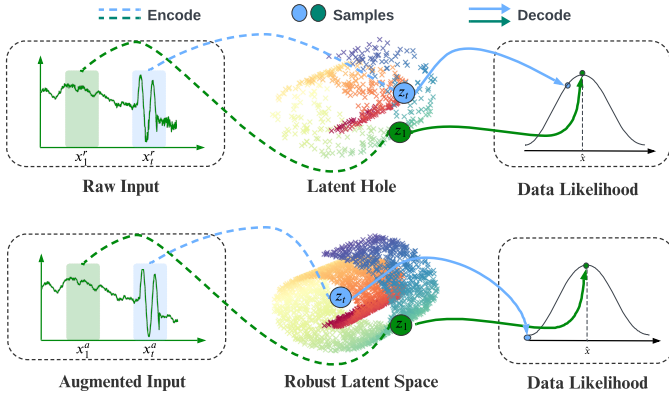 Encode Samples Decode
z_t
z_1
x_1^r x_t^r x̂
Raw Input Latent Hole Data Likelihood
z_t
z_1
x_1^a x_t^a x̂
Augmented Input Robust Latent Space Data Likelihood